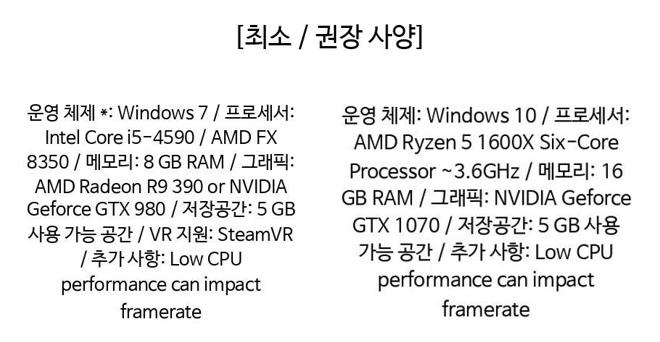 [최소 / 권장 사양]
운영 체제 *: Windows 7 / 프로세서:
Intel Core i5-4590 / AMD FX
8350 / 메모리: 8 GB RAM / 그래픽:
AMD Radeon R9 390 or NVIDIA
Geforce GTX 980 / 저장공간: 5 GB
사용 가능 공간 / VR 지원: SteamVR
/ 추가 사항: Low CPU
performance can impact
framerate
운영 체제: Windows 10 / 프로세서:
AMD Ryzen 5 1600X Six-Core
Processor ~3.6GHz / 메모리: 16
GB RAM / 그래픽: NVIDIA Geforce
GTX 1070 / 저장공간: 5 GB 사용
가능 공간 / 추가 사항: Low CPU
performance can impact
framerate